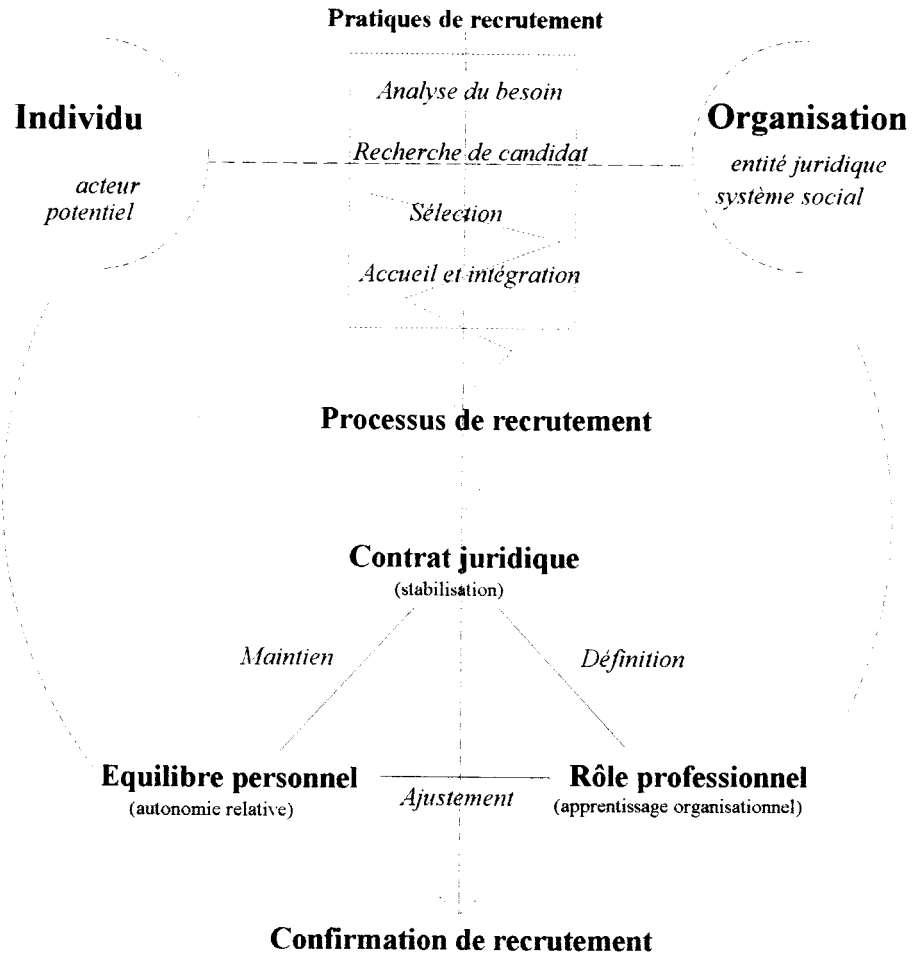 Pratiques de recrutement
Analyse du besoin
Individu
Organisation
Recherche de candidat
entité juridique
acteur
potentiel
système social
Sélection
Accueil et intégration
Processus de recrutement
Contrat juridique
(stabilisation)
Maintien
Définition
Equilibre personnel
Rôle professionnel
(autonomie relative)
Ajustement
(apprentissage organisationnel)
Confirmation de recrutement